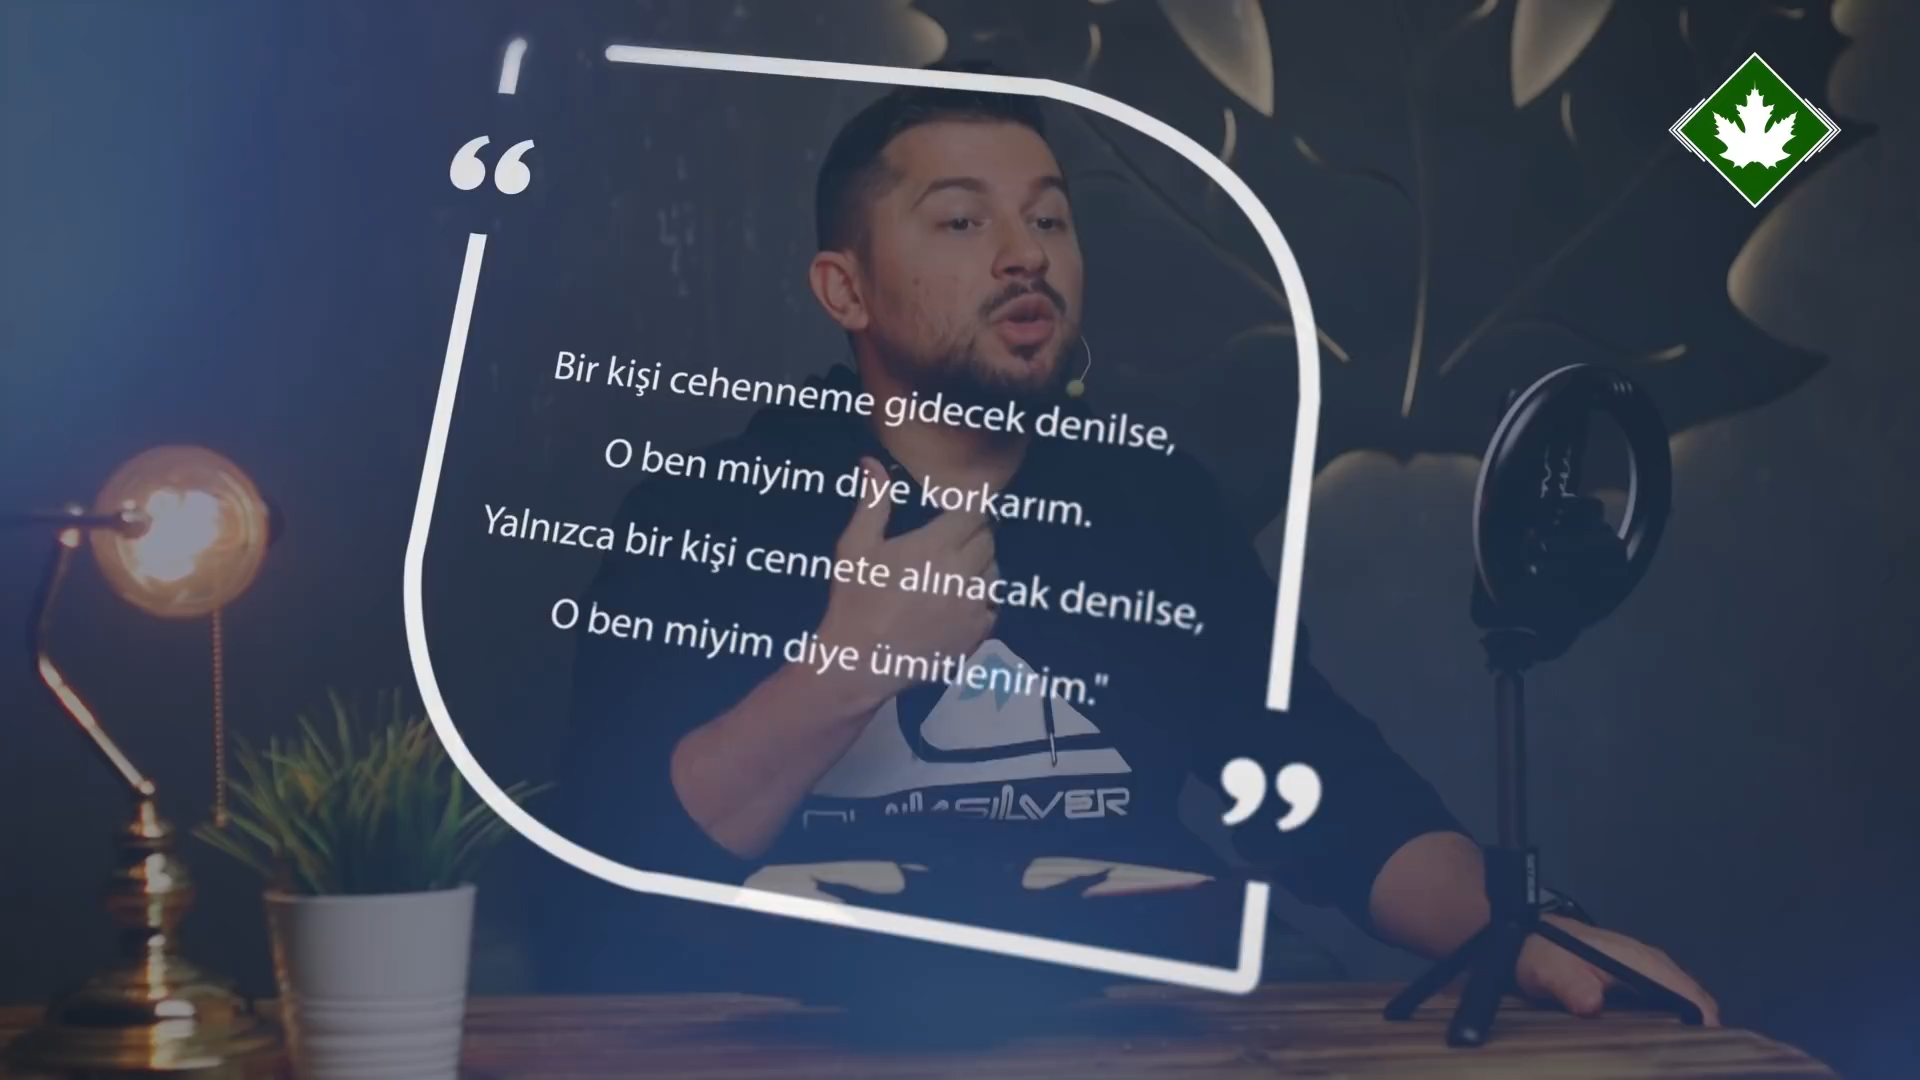 “
Bir kişi cehenneme gidecek denilse,
O ben miyim diye korkarım.
Yalnızca bir kişi cennete alınacak denilse,
O ben miyim diye ümitlenirim."
”